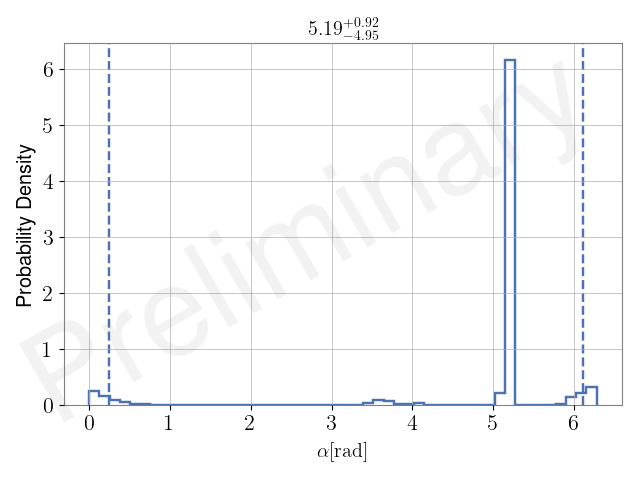 5.19^{+0.92}_{-4.95}
6
5
4
3
2
1
0
Probability Density
Preliminary
0 1 2 3 4 5 6
α[rad]